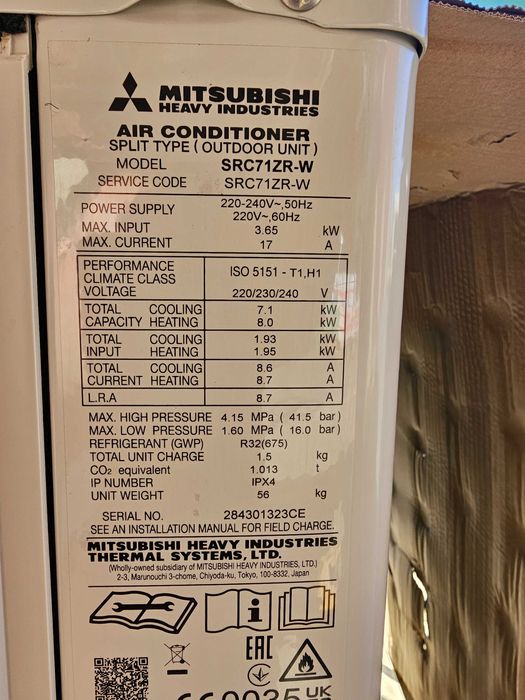 MITSUBISHI
HEAVY INDUSTRIES
AIR CONDITIONER
SPLIT TYPE ( OUTDOOR UNIT )
MODEL SRC71ZR-W
SERVICE CODE SRC71ZR-W
POWER SUPPLY 220-240V~,50Hz
220V~,60Hz
MAX. INPUT 3.65 kW
MAX. CURRENT 17 A
PERFORMANCE
CLIMATE CLASS ISO 5151 - T1,H1
VOLTAGE 220/230/240 V
TOTAL COOLING 7.1 kW
CAPACITY HEATING 8.0 kW
TOTAL COOLING 1.93 kW
INPUT HEATING 1.95 kW
TOTAL COOLING 8.6 A
CURRENT HEATING 8.7 A
L.R.A 8.7 A
MAX. HIGH PRESSURE 4.15 MPa ( 41.5 bar)
MAX. LOW PRESSURE 1.60 MPa ( 16.0 bar)
REFRIGERANT (GWP) R32(675)
TOTAL UNIT CHARGE 1.5 kg
CO₂ equivalent 1.013 t
IP NUMBER IPX4
UNIT WEIGHT 56 kg
SERIAL NO. 284301323CE
SEE AN INSTALLATION MANUAL FOR FIELD CHARGE.
MITSUBISHI HEAVY INDUSTRIES
THERMAL SYSTEMS, LTD.
(Wholly-owned subsidiary of MITSUBISHI HEAVY INDUSTRIES, LTD.)
2-3, Marunouchi 3-chome, Chiyoda-ku, Tokyo, 100-8332, Japan
i
EAC
UK